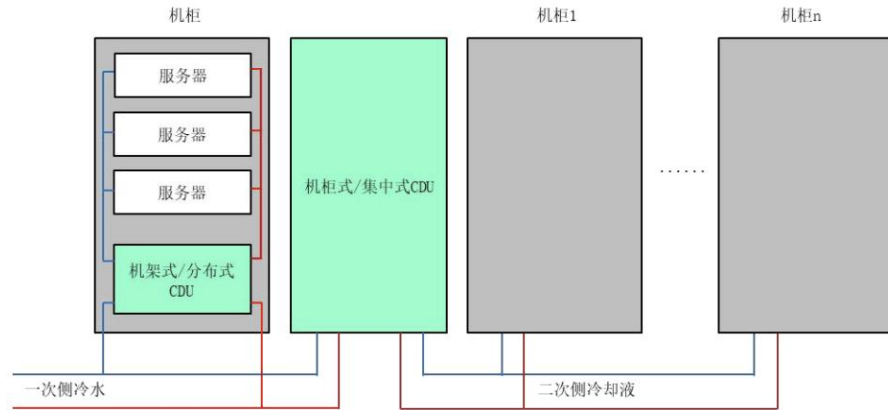 机柜
机柜1
机柜n
服务器
服务器
服务器
机架式/分布式
CDU
机柜式/集中式CDU
······
一次侧冷水
二次侧冷却液